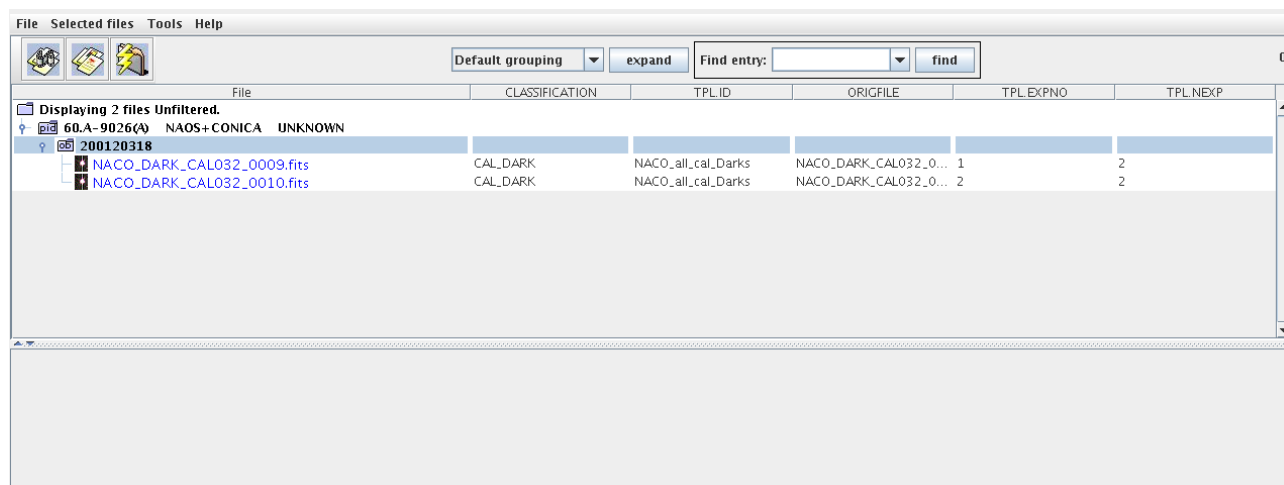 File Selected files Tools Help
Default grouping expand Find entry: find
File CLASSIFICATION TPL.ID ORIGFILE TPL.EXPNO TPL.NEXP
Displaying 2 files Unfiltered.
pid 60.A-9026(A) NAOS+CONICA UNKNOWN
ob 200120318
NACO_DARK_CAL032_0009.fits CAL_DARK NACO_all_cal_Darks NACO_DARK_CAL032_0... 1 2
NACO_DARK_CAL032_0010.fits CAL_DARK NACO_all_cal_Darks NACO_DARK_CAL032_0... 2 2